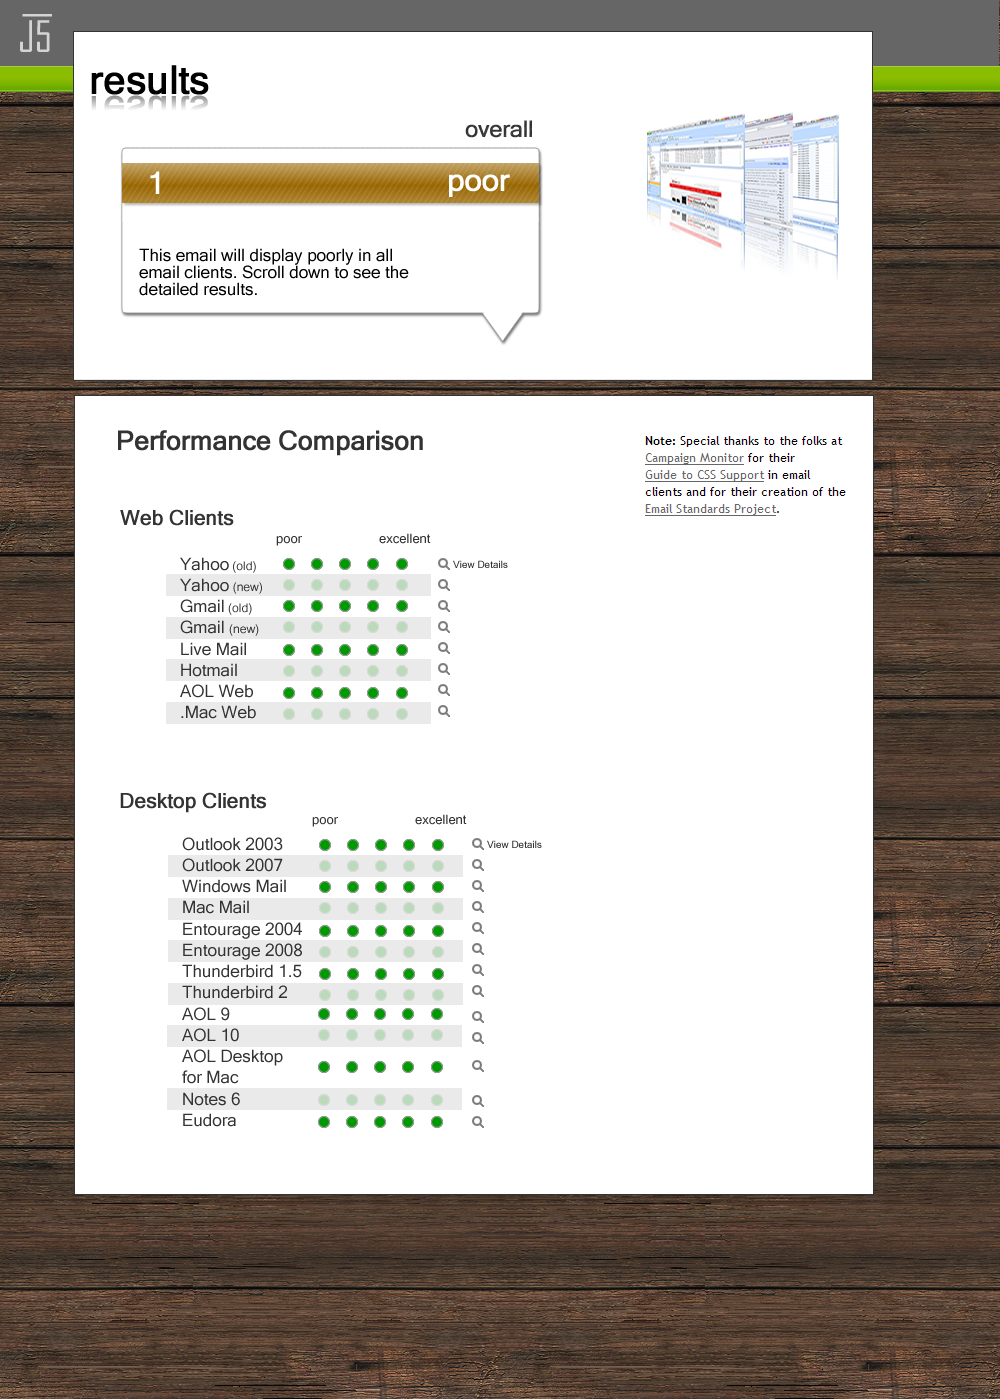 J5
results
overall
1 poor
This email will display poorly in all
email clients. Scroll down to see the
detailed results.
Performance Comparison
Note: Special thanks to the folks at
Campaign Monitor for their
Guide to CSS Support in email
clients and for their creation of the
Email Standards Project.
Web Clients
poor excellent
Yahoo (old) View Details
Yahoo (new)
Gmail (old)
Gmail (new)
Live Mail
Hotmail
AOL Web
.Mac Web
Desktop Clients
poor excellent
Outlook 2003 View Details
Outlook 2007
Windows Mail
Mac Mail
Entourage 2004
Entourage 2008
Thunderbird 1.5
Thunderbird 2
AOL 9
AOL 10
AOL Desktop
for Mac
Notes 6
Eudora